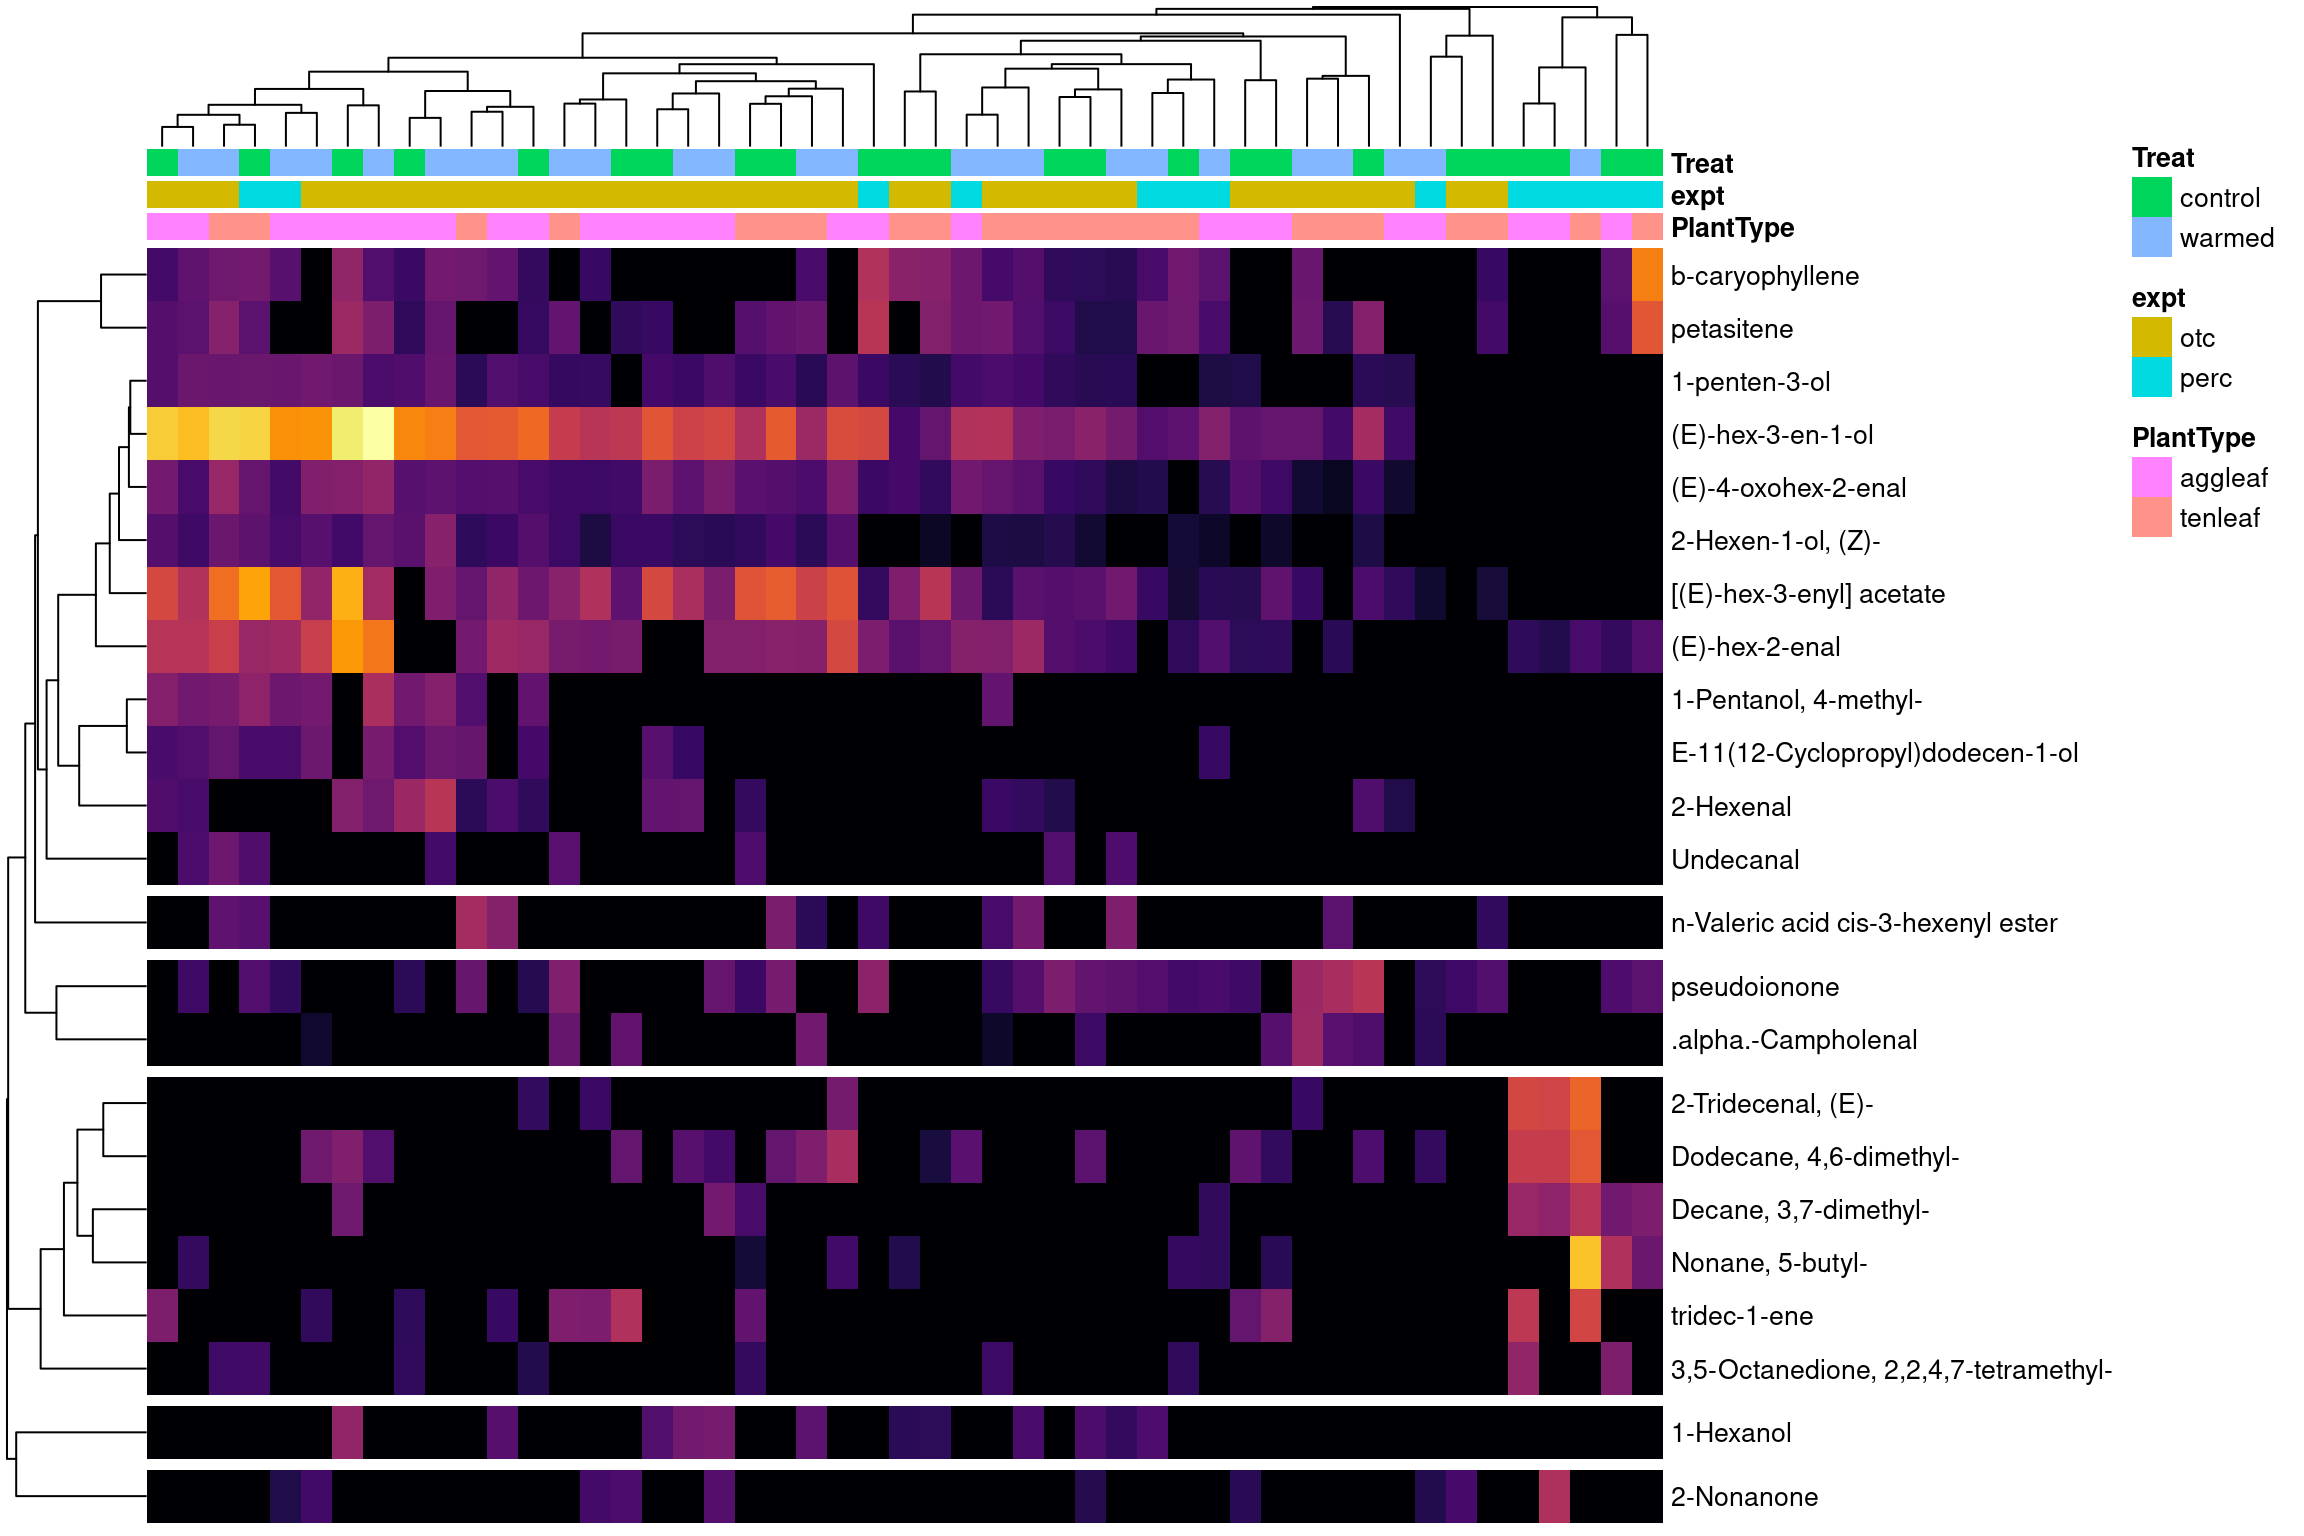 Treat
expt
PlantType
b-caryophyllene
petasitene
1-penten-3-ol
(E)-hex-3-en-1-ol
(E)-4-oxohex-2-enal
2-Hexen-1-ol, (Z)-
[(E)-hex-3-enyl] acetate
(E)-hex-2-enal
1-Pentanol, 4-methyl-
E-11(12-Cyclopropyl)dodecen-1-ol
2-Hexenal
Undecanal
n-Valeric acid cis-3-hexenyl ester
pseudoionone
.alpha.-Campholenal
2-Tridecenal, (E)-
Dodecane, 4,6-dimethyl-
Decane, 3,7-dimethyl-
Nonane, 5-butyl-
tridec-1-ene
3,5-Octanedione, 2,2,4,7-tetramethyl-
1-Hexanol
2-Nonanone
Treat
control
warmed
expt
otc
perc
PlantType
aggleaf
tenleaf